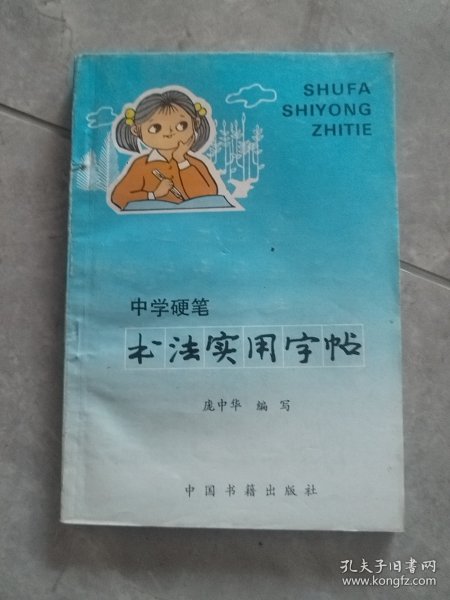 SHUFA
SHIYONG
ZHITIE
中学硬笔
书法实用字帖
庞中华 编写
中国书籍出版社
孔夫子旧书网
www.kongfz.com